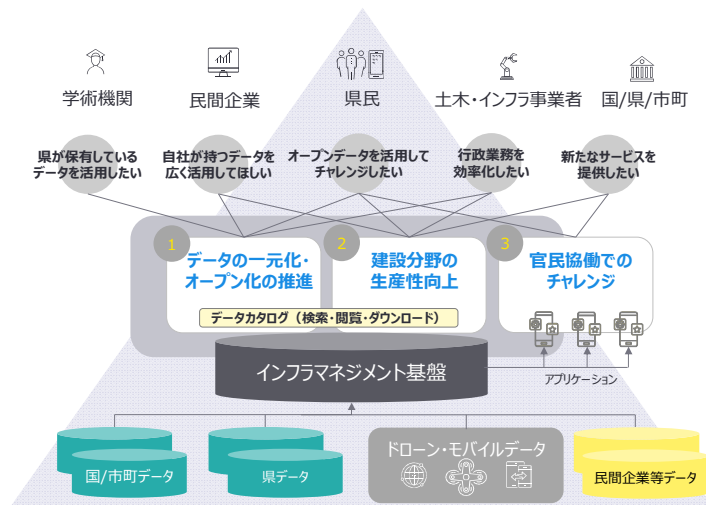 学術機関
民間企業
県民
土木・インフラ事業者
国/県/市町
県が保有している
データを活用したい
自社が持つデータを
広く活用してほしい
オープンデータを活用して
チャレンジしたい
行政業務を
効率化したい
新たなサービスを
提供したい
1
データの一元化・
オープン化の推進
2
建設分野の
生産性向上
3
官民協働での
チャレンジ
データカタログ（検索・閲覧・ダウンロード）
インフラマネジメント基盤
アプリケーション
国/市町データ
県データ
ドローン・モバイルデータ
民間企業等データ